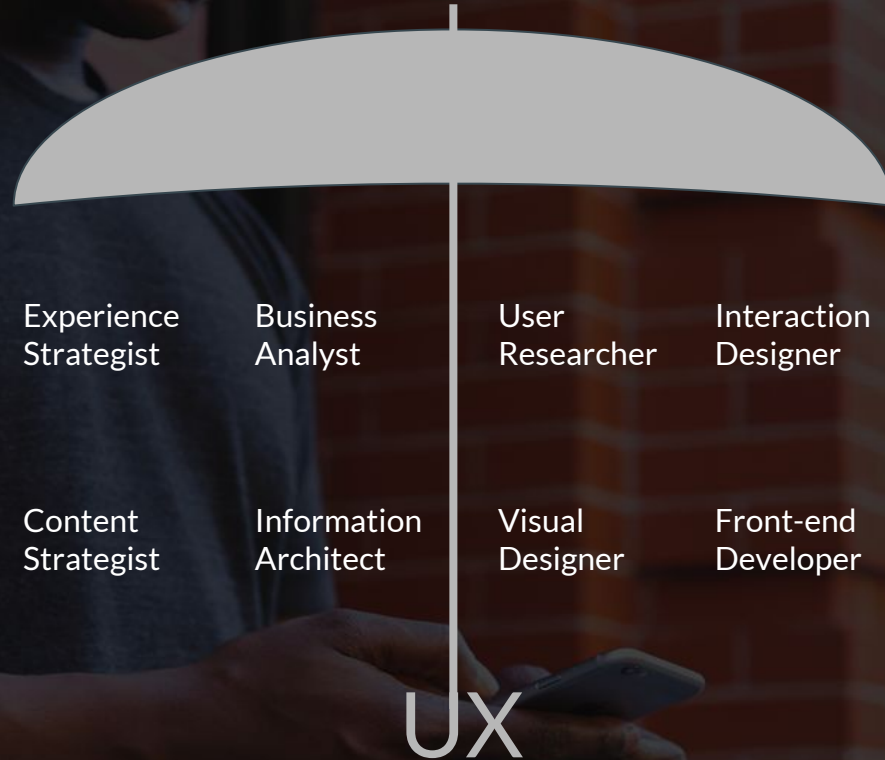 Experience
Strategist
Business
Analyst
User
Researcher
Interaction
Designer
Content
Strategist
Information
Architect
Visual
Designer
Front-end
Developer
UX